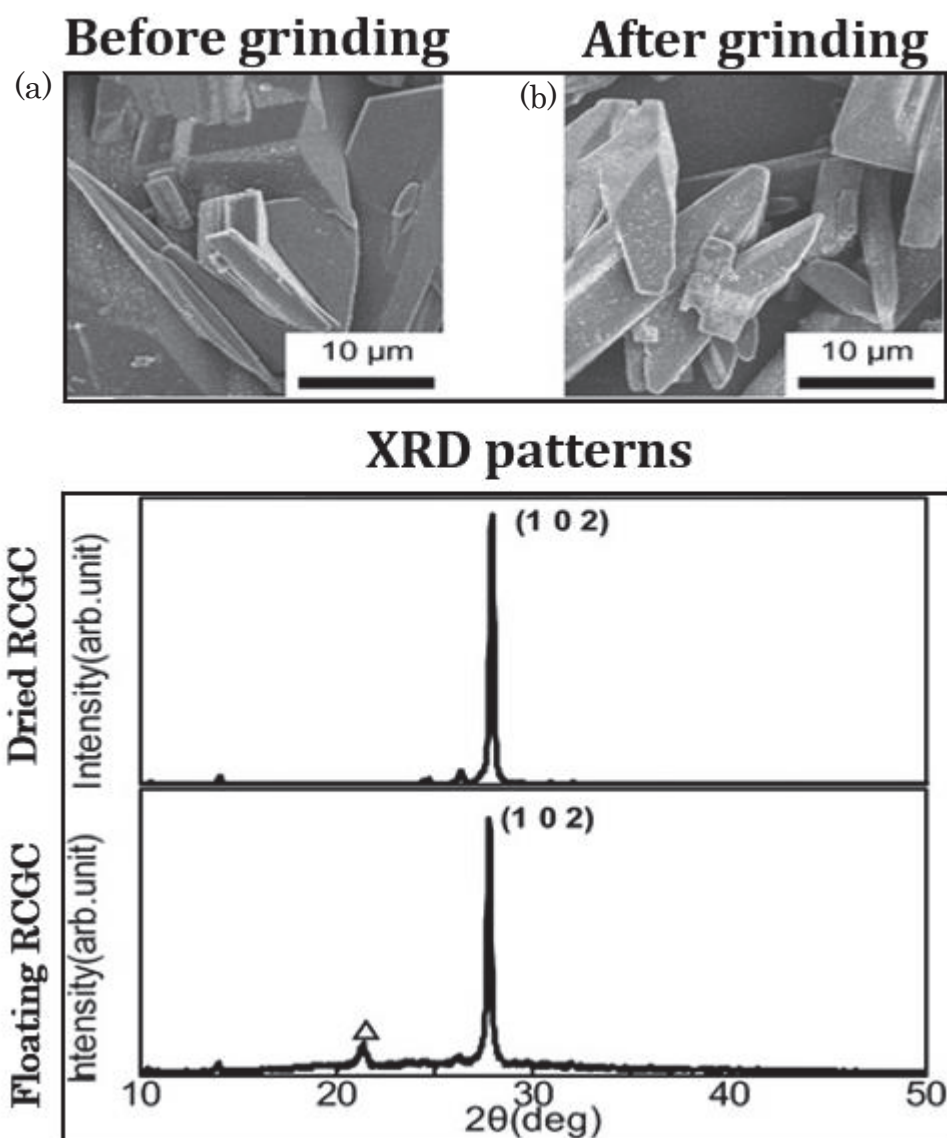 Before grinding
After grinding
(a)
(b)
10 µm
10 µm
XRD patterns
Dried RCGC
Intensity(arb.unit)
(1 0 2)
Floating RCGC
Intensity(arb.unit)
(1 0 2)
△
10 20 30 40 50
2θ(deg)